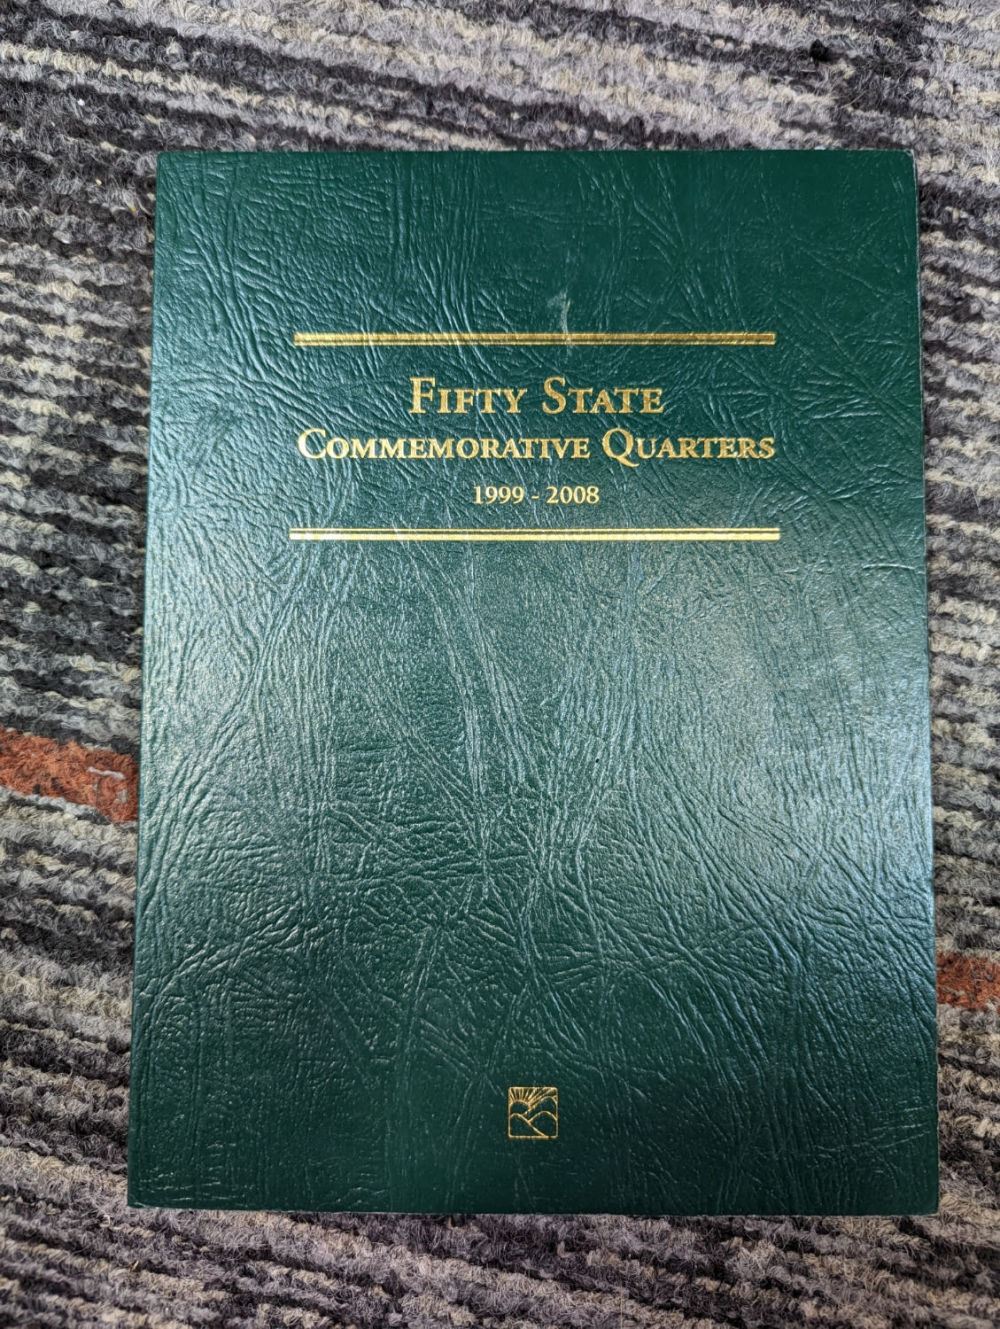 FIFTY STATE
COMMEMORATIVE QUARTERS
1999 - 2008